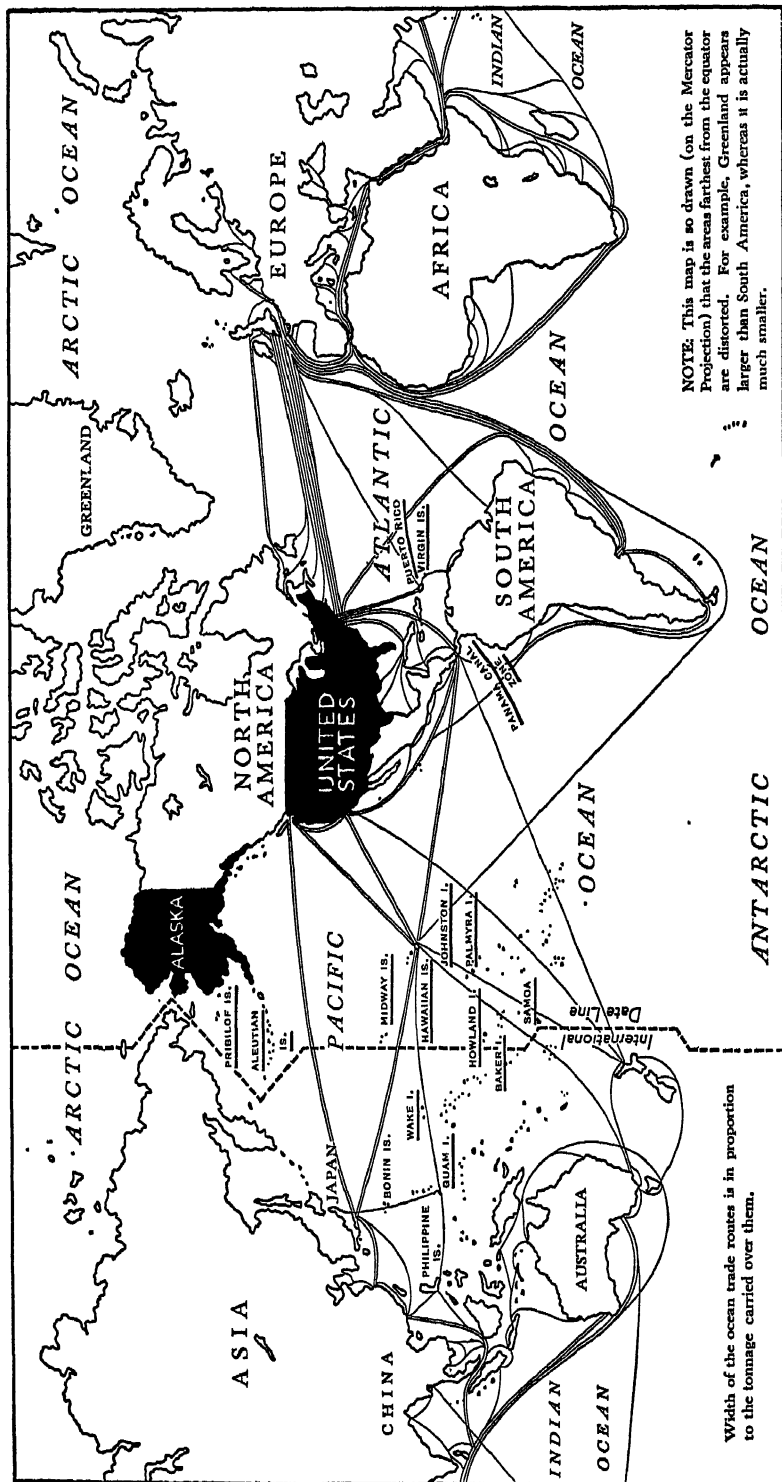 ARCTIC OCEAN
ARCTIC OCEAN
ARCTIC OCEAN
GREENLAND
ALASKA
NORTH
AMERICA
EUROPE
ASIA
PRIBILOF IS.
ALEUTIAN
IS.
UNITED
STATES
PACIFIC
ATLANTIC
JAPAN
CHINA
BONIN IS.
MIDWAY IS.
WAKE I.
HAWAIIAN IS.
GUAM I.
PHILIPPINE
IS.
JOHNSTON I.
PALMYRA I.
HOWLAND I.
BAKER I.
SAMOA
PUERTO RICO
VIRGIN IS.
PANAMA CANAL
ZONE
SOUTH
AMERICA
AFRICA
INDIAN
OCEAN
OCEAN
OCEAN
International
Date Line
AUSTRALIA
INDIAN
OCEAN
ANTARCTIC OCEAN
Width of the ocean trade routes is in proportion
to the tonnage carried over them.
NOTE: This map is so drawn (on the Mercator
Projection) that the areas farthest from the equator
are distorted. For example, Greenland appears
larger than South America, whereas it is actually
much smaller.